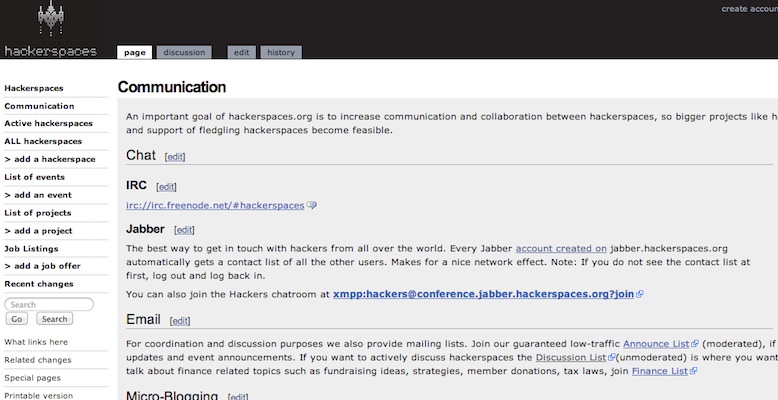 create accoun
hackerspaces
page discussion edit history
Communication
Hackerspaces
Communication
Active hackerspaces
ALL hackerspaces
> add a hackerspace
List of events
> add an event
List of projects
> add a project
Job Listings
> add a job offer
Recent changes
Search
Go Search
What links here
Related changes
Special pages
Printable version
An important goal of hackerspaces.org is to increase communication and collaboration between hackerspaces, so bigger projects like h
and support of fledgling hackerspaces become feasible.
Chat [edit]
IRC [edit]
irc://irc.freenode.net/#hackerspaces
Jabber [edit]
The best way to get in touch with hackers from all over the world. Every Jabber account created on jabber.hackerspaces.org
automatically gets a contact list of all the other users. Makes for a nice network effect. Note: If you do not see the contact list at
first, log out and log back in.
You can also join the Hackers chatroom at xmpp:hackers@conference.jabber.hackerspaces.org?join
Email [edit]
For coordination and discussion purposes we also provide mailing lists. Join our guaranteed low-traffic Announce List (moderated), if
updates and event announcements. If you want to actively discuss hackerspaces the Discussion List (unmoderated) is where you want
talk about finance related topics such as fundraising ideas, strategies, member donations, tax laws, join Finance List
Micro-Blogging [edit]